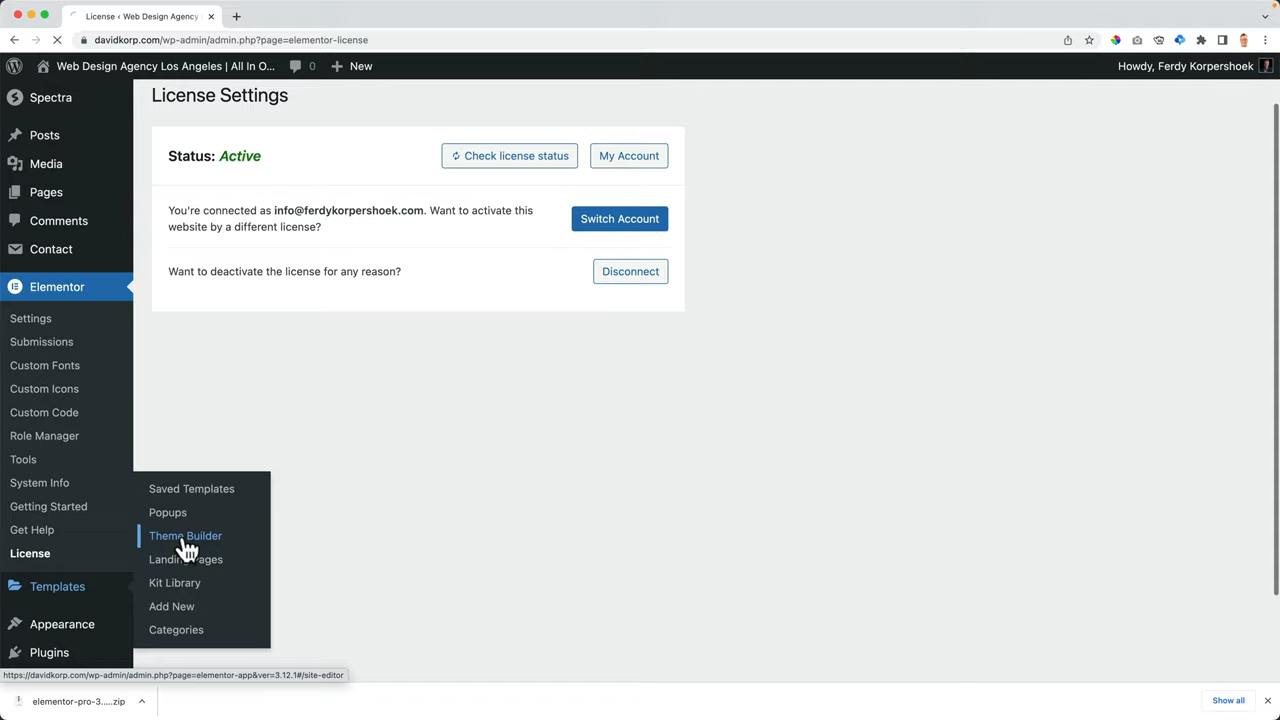 License ‹ Web Design Agency
davidkorp.com/wp-admin/admin.php?page=elementor-license
Web Design Agency Los Angeles | All In O...
0
New
Howdy, Ferdy Korpershoek
Spectra
Posts
Media
Pages
Comments
Contact
Elementor
Settings
Submissions
Custom Fonts
Custom Icons
Custom Code
Role Manager
Tools
System Info
Getting Started
Get Help
License
Templates
Appearance
Plugins
License Settings
Status: Active
Check license status
My Account
You're connected as info@ferdykorpershoek.com. Want to activate this
website by a different license?
Switch Account
Want to deactivate the license for any reason?
Disconnect
Saved Templates
Popups
Theme Builder
Landing Pages
Kit Library
Add New
Categories
https://davidkorp.com/wp-admin/admin.php?page=elementor-app&ver=3.12.1#/site-editor
elementor-pro-3....zip
Show all